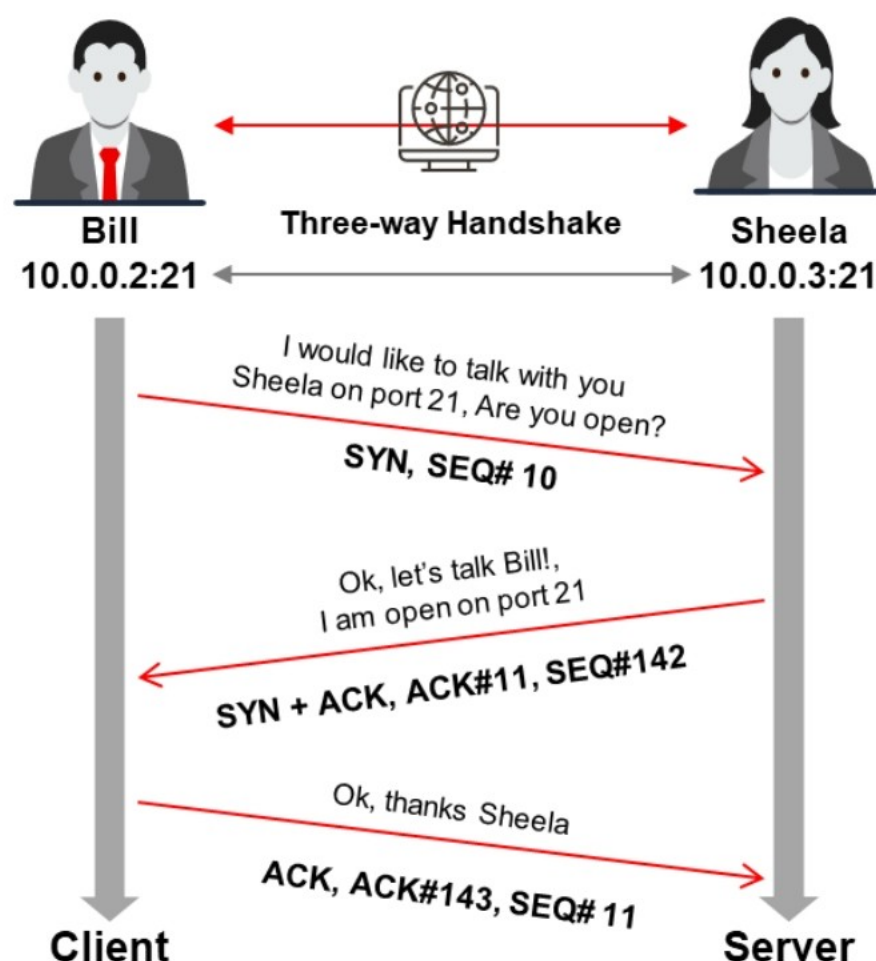 Bill
10.0.0.2:21
Three-way Handshake
Sheela
10.0.0.3:21
I would like to talk with you
Sheela on port 21, Are you open?
SYN, SEQ# 10
Ok, let's talk Bill!,
I am open on port 21
SYN + ACK, ACK#11, SEQ#142
Ok, thanks Sheela
ACK, ACK#143, SEQ# 11
Client
Server